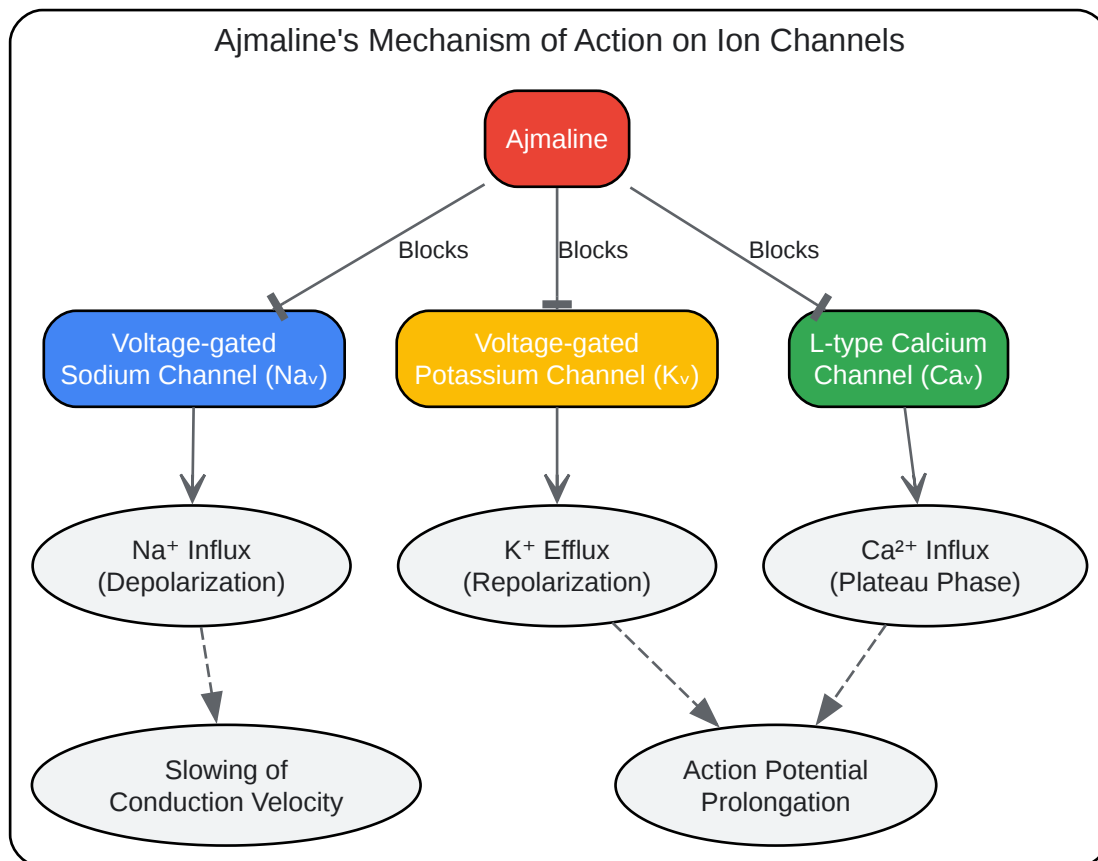 Ajmaline's Mechanism of Action on Ion Channels
Ajmaline
Blocks
Blocks
Blocks
Voltage-gated
Sodium Channel (Naᵥ)
Voltage-gated
Potassium Channel (Kᵥ)
L-type Calcium
Channel (Caᵥ)
Na⁺ Influx
(Depolarization)
K⁺ Efflux
(Repolarization)
Ca²⁺ Influx
(Plateau Phase)
Slowing of
Conduction Velocity
Action Potential
Prolongation